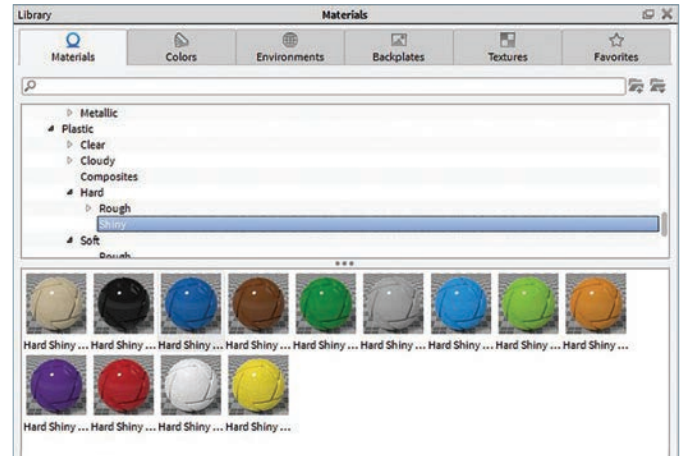 Library Materials
Materials Colors Environments Backplates Textures Favorites
Metallic
Plastic
Clear
Cloudy
Composites
Hard
Rough
Shiny
Soft
Rough
Hard Shiny ... Hard Shiny ... Hard Shiny ... Hard Shiny ... Hard Shiny ... Hard Shiny ... Hard Shiny ... Hard Shiny ... Hard Shiny ...
Hard Shiny ... Hard Shiny ... Hard Shiny ... Hard Shiny ...